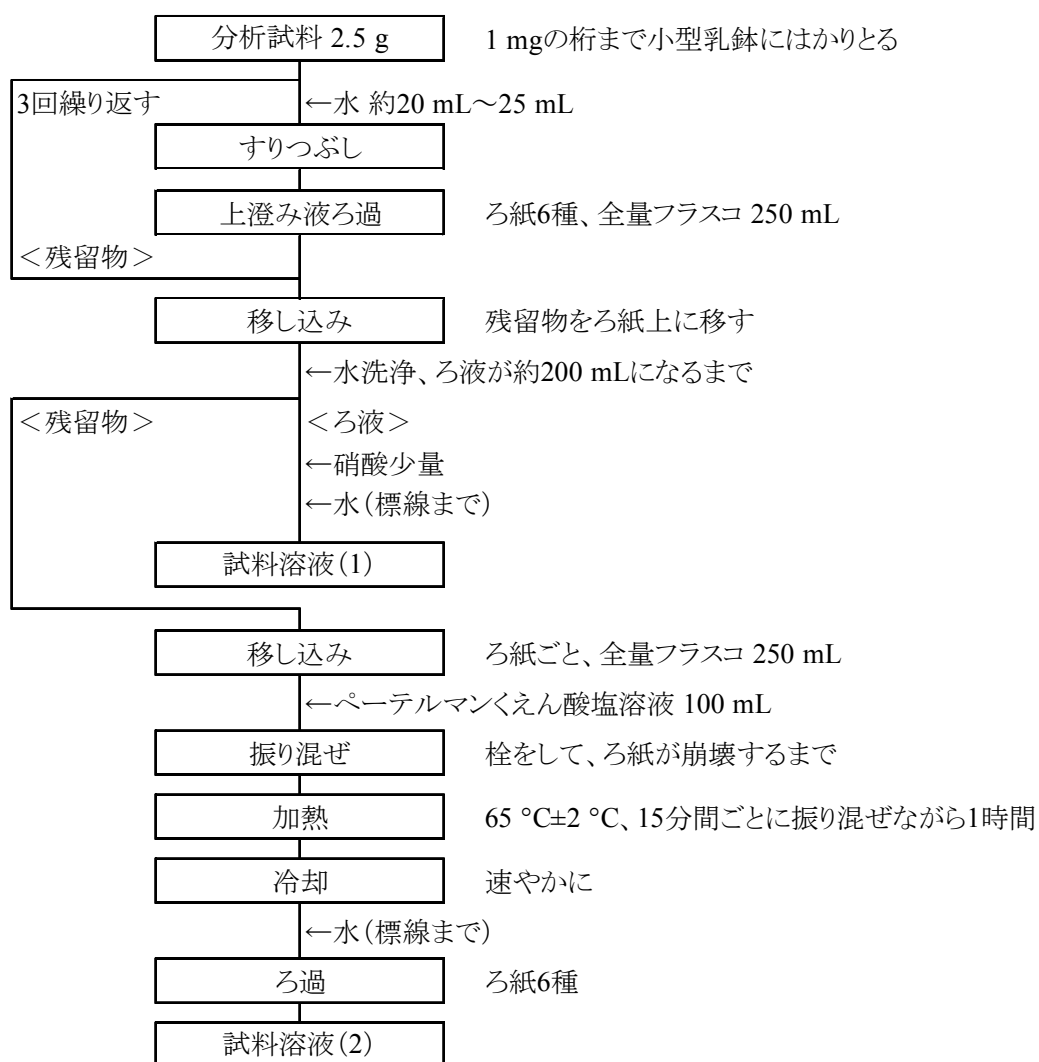 分析試料 2.5 g
1 mgの桁まで小型乳鉢にはかりとる
3回繰り返す
←水 約20 mL～25 mL
すりつぶし
上澄み液ろ過
ろ紙6種、全量フラスコ 250 mL
＜残留物＞
移し込み
残留物をろ紙上に移す
←水洗浄、ろ液が約200 mLになるまで
＜残留物＞
＜ろ液＞
←硝酸少量
←水（標線まで）
試料溶液（1）
移し込み
ろ紙ごと、全量フラスコ 250 mL
←ペーテルマンくえん酸塩溶液 100 mL
振り混ぜ
栓をして、ろ紙が崩壊するまで
加熱
65 °C±2 °C、15分間ごとに振り混ぜながら1時間
冷却
速やかに
←水（標線まで）
ろ過
ろ紙6種
試料溶液（2）